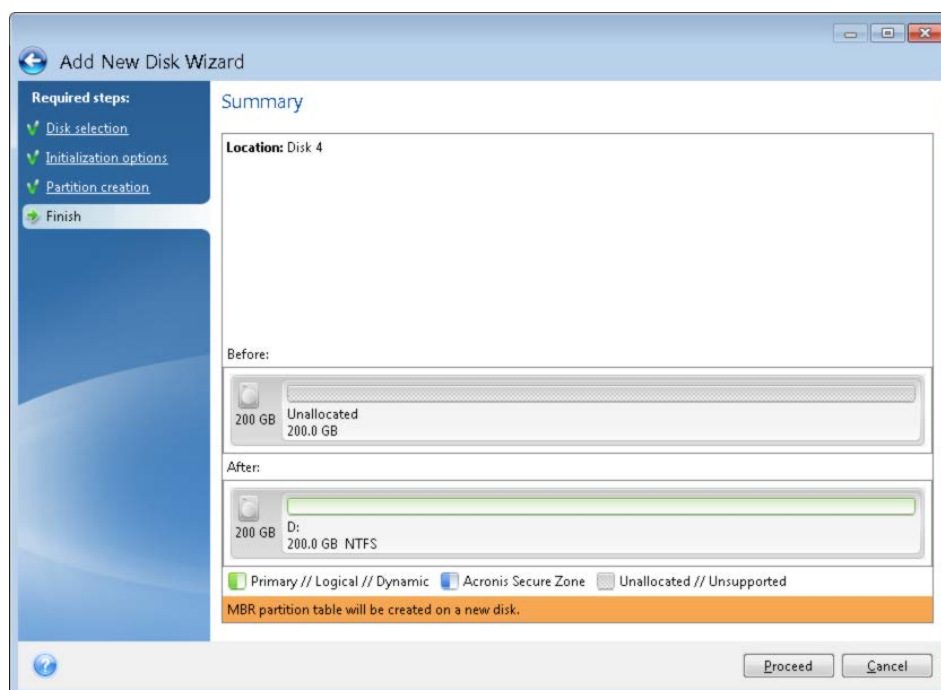 Add New Disk Wizard
Required steps:
Disk selection
Initialization options
Partition creation
Finish
Summary
Location: Disk 4
Before:
200 GB
Unallocated
200.0 GB
After:
200 GB
D:
200.0 GB NTFS
Primary // Logical // Dynamic Acronis Secure Zone Unallocated // Unsupported
MBR partition table will be created on a new disk.
Proceed Cancel